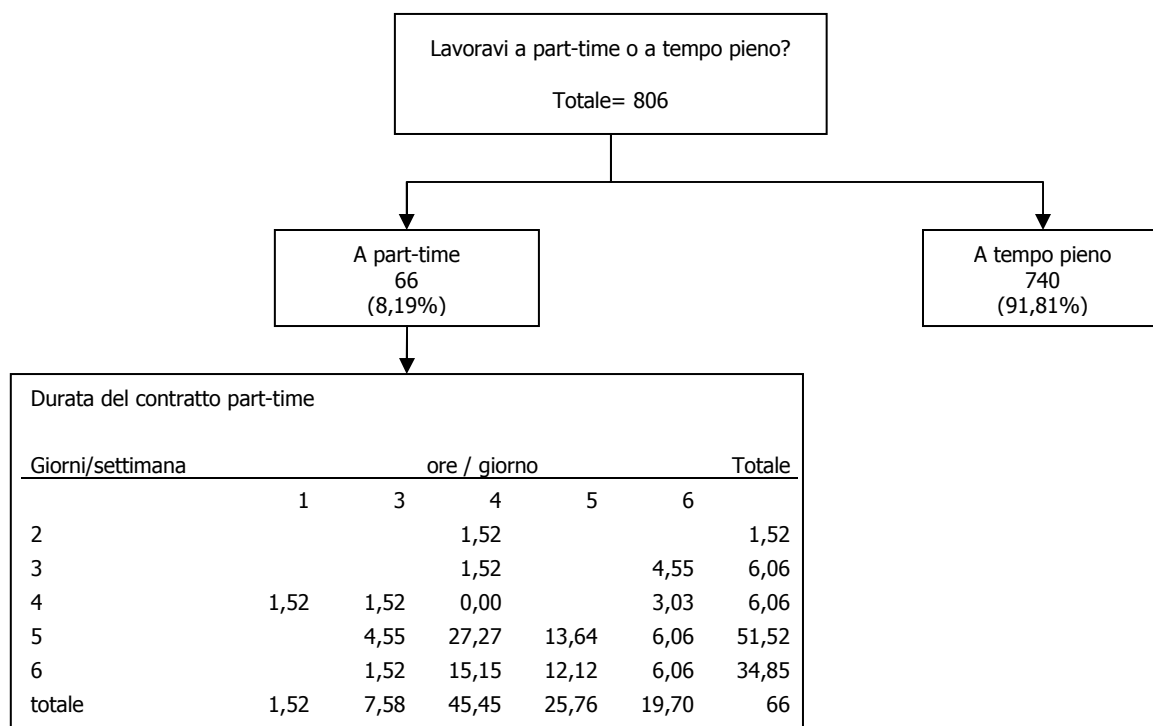 Lavoravi a part-time o a tempo pieno?
Totale= 806
A part-time
66
(8,19%)
A tempo pieno
740
(91,81%)
Durata del contratto part-time
Giorni/settimana ore / giorno Totale
1 3 4 5 6
2 1,52 1,52
3 1,52 4,55 6,06
4 1,52 1,52 0,00 3,03 6,06
5 4,55 27,27 13,64 6,06 51,52
6 1,52 15,15 12,12 6,06 34,85
totale 1,52 7,58 45,45 25,76 19,70 66